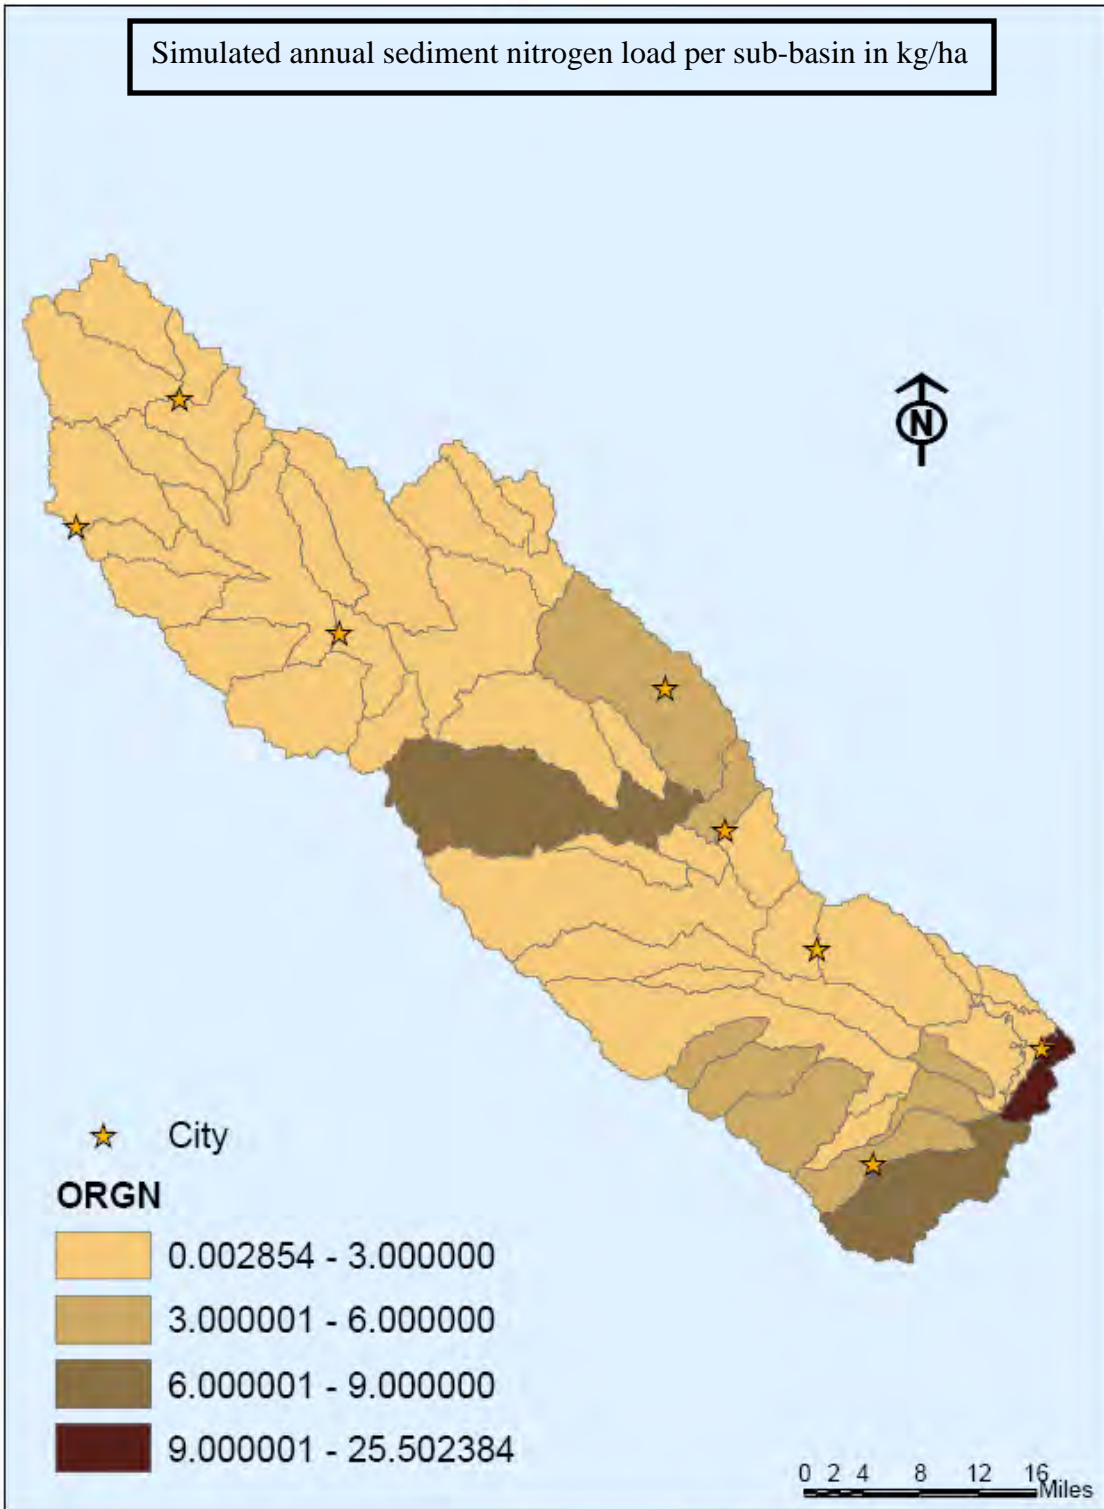 Simulated annual sediment nitrogen load per sub-basin in kg/ha
N
City
ORGN
0.002854 - 3.000000
3.000001 - 6.000000
6.000001 - 9.000000
9.000001 - 25.502384
0 2 4 8 12 16
Miles